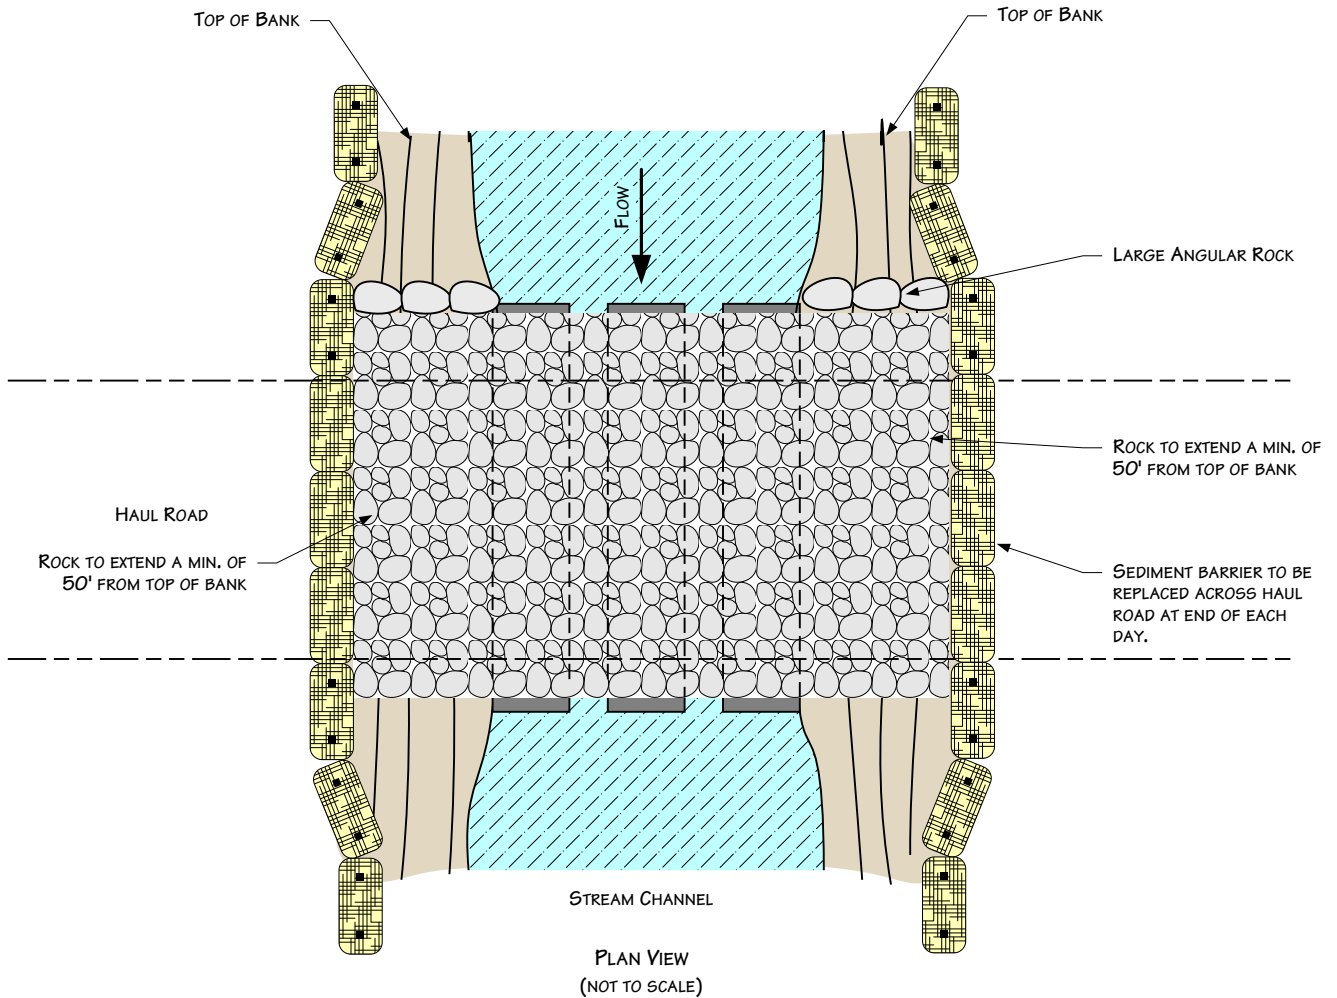 TOP OF BANK
TOP OF BANK
FLOW
LARGE ANGULAR ROCK
ROCK TO EXTEND A MIN. OF
50' FROM TOP OF BANK
HAUL ROAD
ROCK TO EXTEND A MIN. OF
50' FROM TOP OF BANK
SEDIMENT BARRIER TO BE
REPLACED ACROSS HAUL
ROAD AT END OF EACH
DAY.
STREAM CHANNEL
PLAN VIEW
(NOT TO SCALE)